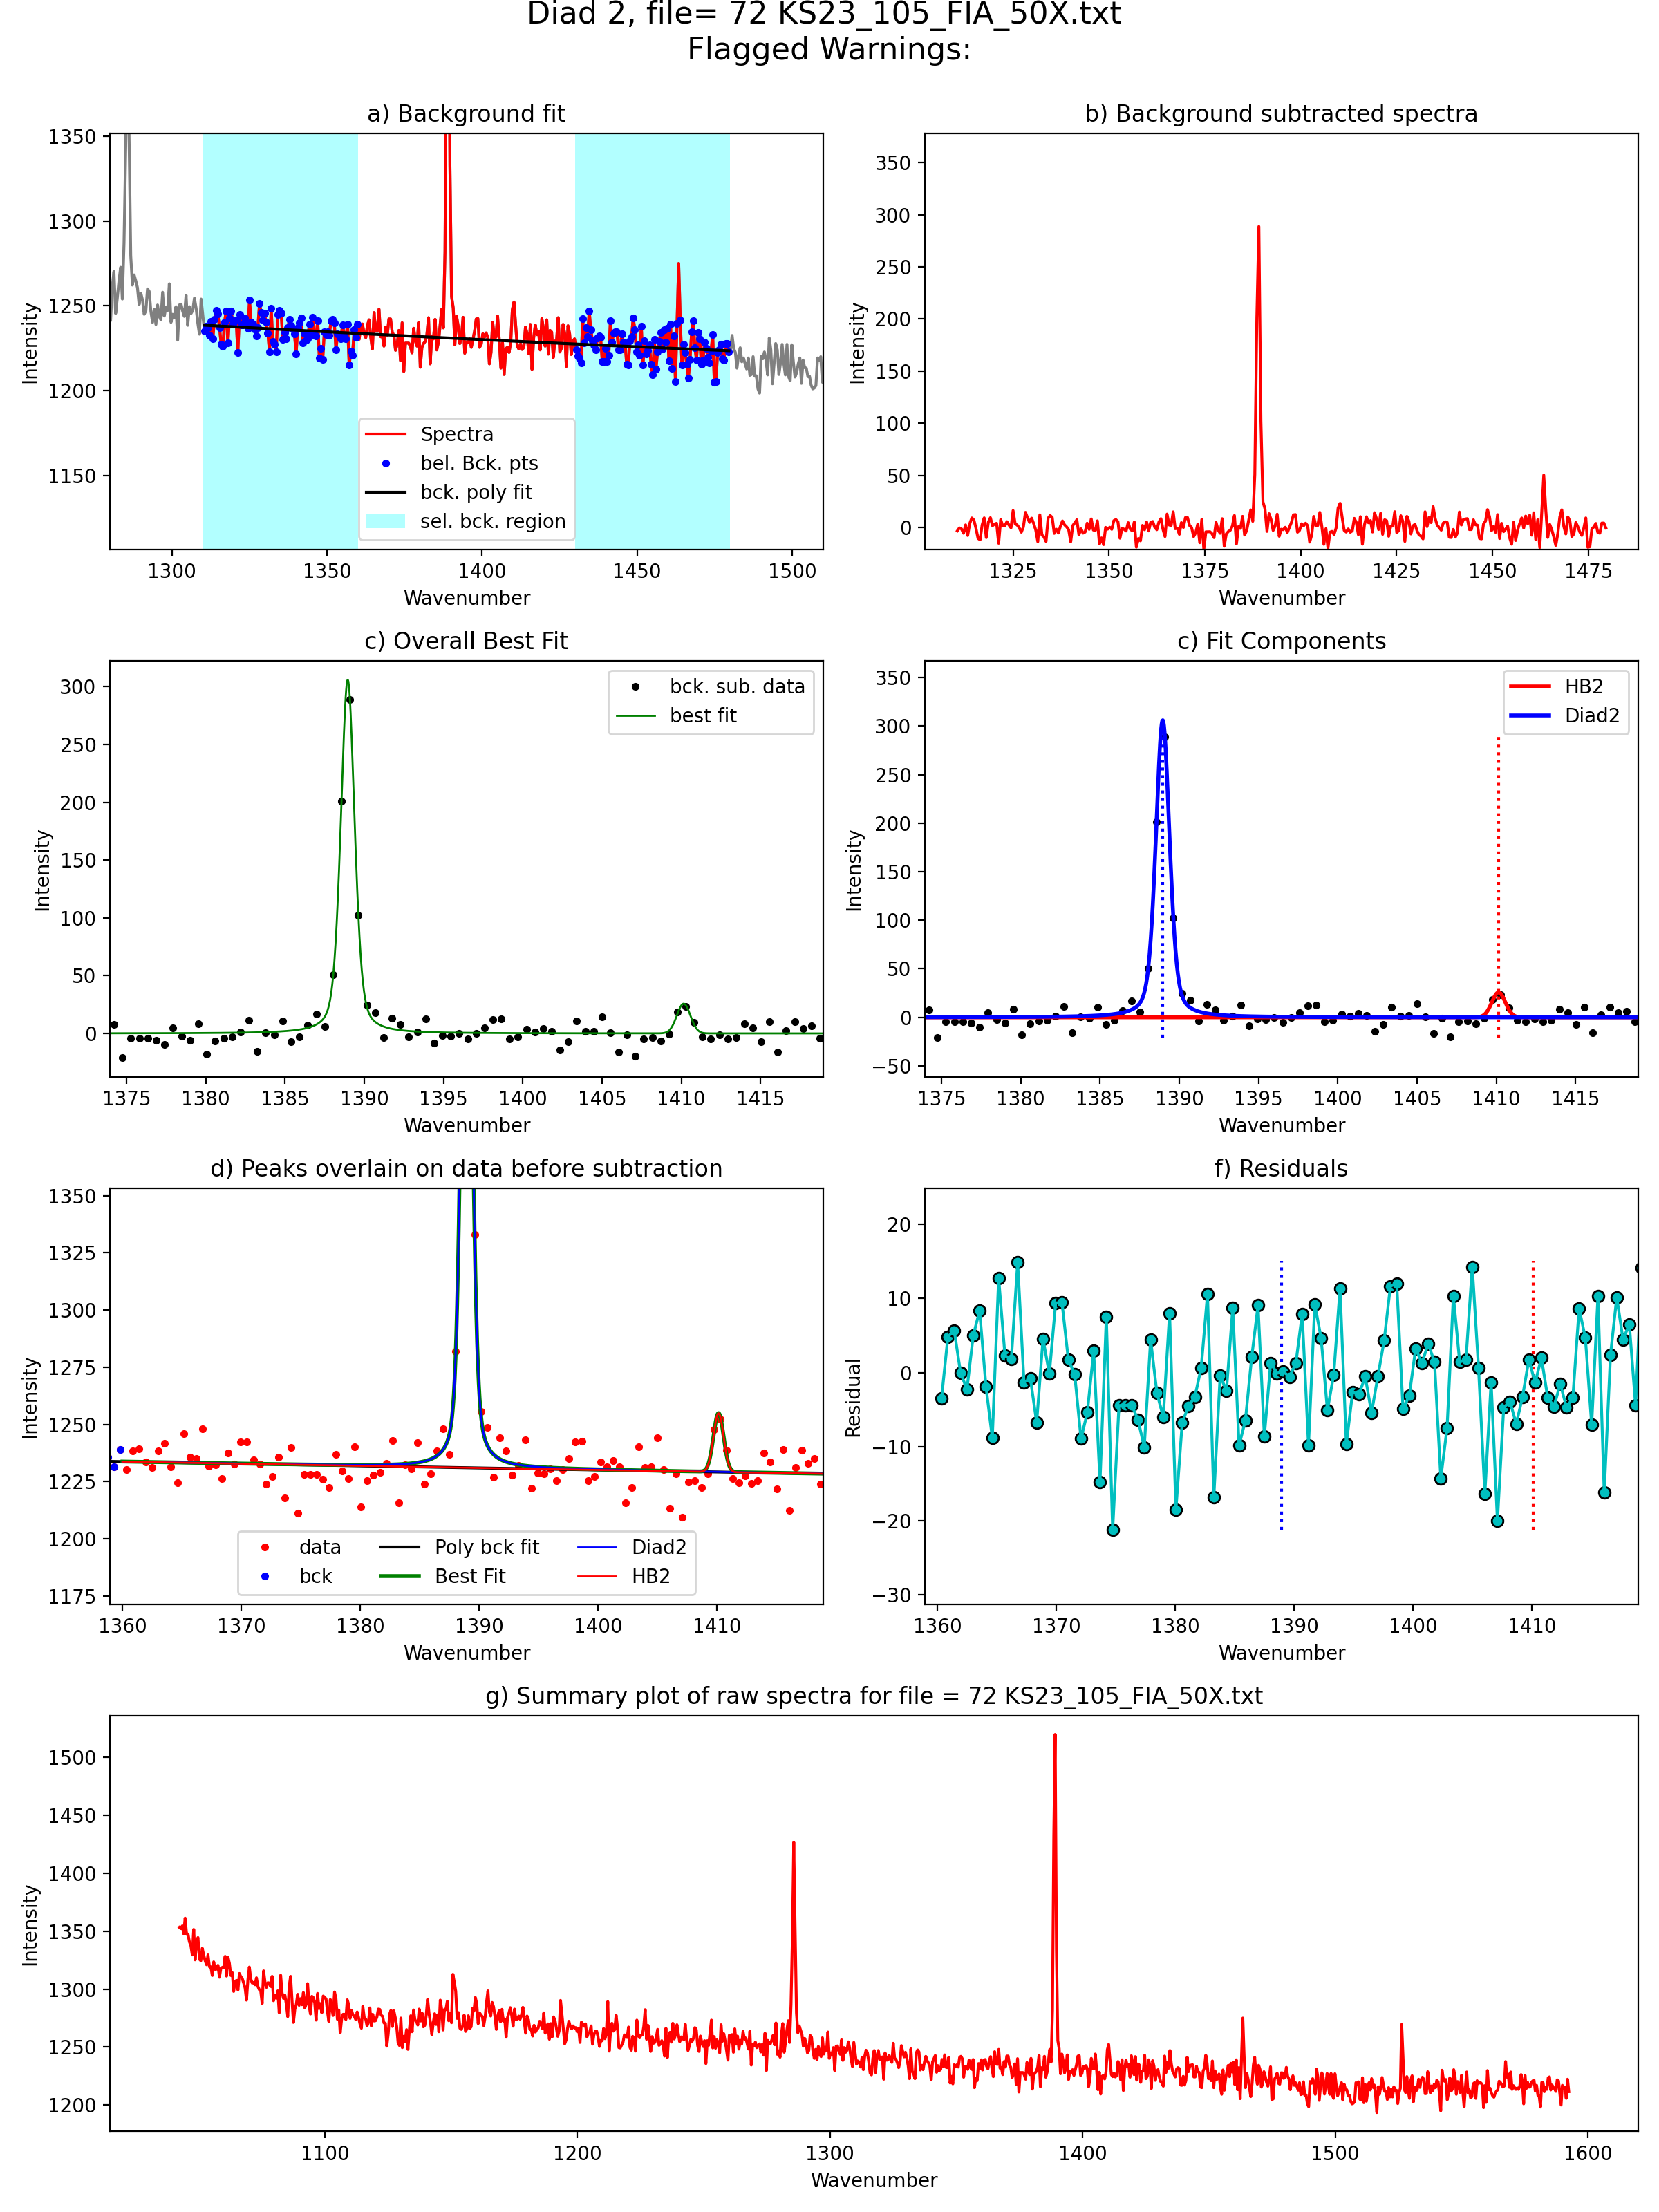 Diad 2, file= 72 KS23_105_FIA_50X.txt
Flagged Warnings:
a) Background fit
1350
1300
1250
1200
1150
Intensity
Spectra
bel. Bck. pts
bck. poly fit
sel. bck. region
1300 1350 1400 1450 1500
Wavenumber
b) Background subtracted spectra
350
300
250
200
150
100
50
0
Intensity
1325 1350 1375 1400 1425 1450 1475
Wavenumber
c) Overall Best Fit
300
250
200
150
100
50
0
Intensity
bck. sub. data
best fit
1375 1380 1385 1390 1395 1400 1405 1410 1415
Wavenumber
c) Fit Components
350
300
250
200
150
100
50
0
−50
Intensity
HB2
Diad2
1375 1380 1385 1390 1395 1400 1405 1410 1415
Wavenumber
d) Peaks overlain on data before subtraction
1350
1325
1300
1275
1250
1225
1200
1175
Intensity
data
bck
Poly bck fit
Best Fit
Diad2
HB2
1360 1370 1380 1390 1400 1410
Wavenumber
f) Residuals
20
10
0
−10
−20
−30
Residual
1360 1370 1380 1390 1400 1410
Wavenumber
g) Summary plot of raw spectra for file = 72 KS23_105_FIA_50X.txt
1500
1450
1400
1350
1300
1250
1200
Intensity
1100 1200 1300 1400 1500 1600
Wavenumber